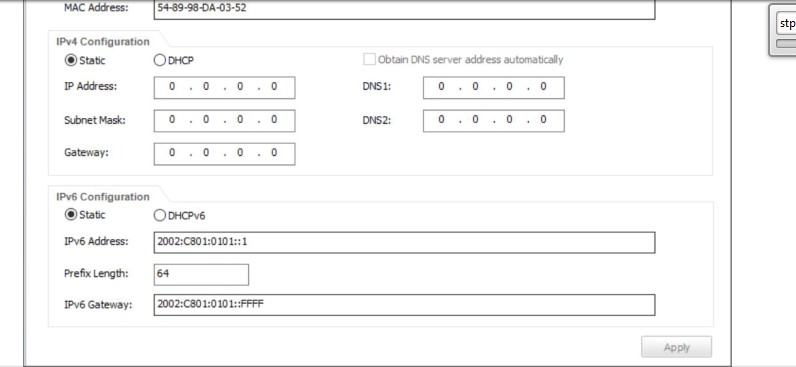 MAC Address: 54-89-98-DA-03-52
stp
IPv4 Configuration
Static DHCP Obtain DNS server address automatically
IP Address: 0 . 0 . 0 . 0 DNS1: 0 . 0 . 0 . 0
Subnet Mask: 0 . 0 . 0 . 0 DNS2: 0 . 0 . 0 . 0
Gateway: 0 . 0 . 0 . 0
IPv6 Configuration
Static DHCPv6
IPv6 Address: 2002:C801:0101::1
Prefix Length: 64
IPv6 Gateway: 2002:C801:0101::FFFF
Apply